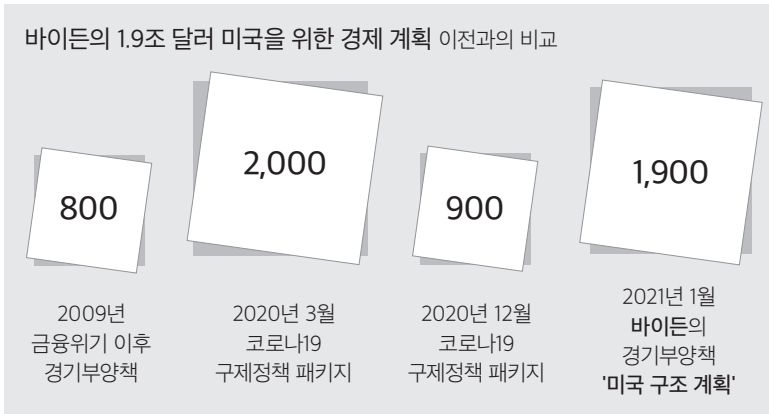 바이든의 1.9조 달러 미국을 위한 경제 계획 이전과의 비교
800
2009년
금융위기 이후
경기부양책
2,000
2020년 3월
코로나19
구제정책 패키지
900
2020년 12월
코로나19
구제정책 패키지
1,900
2021년 1월
바이든의
경기부양책
'미국 구조 계획'